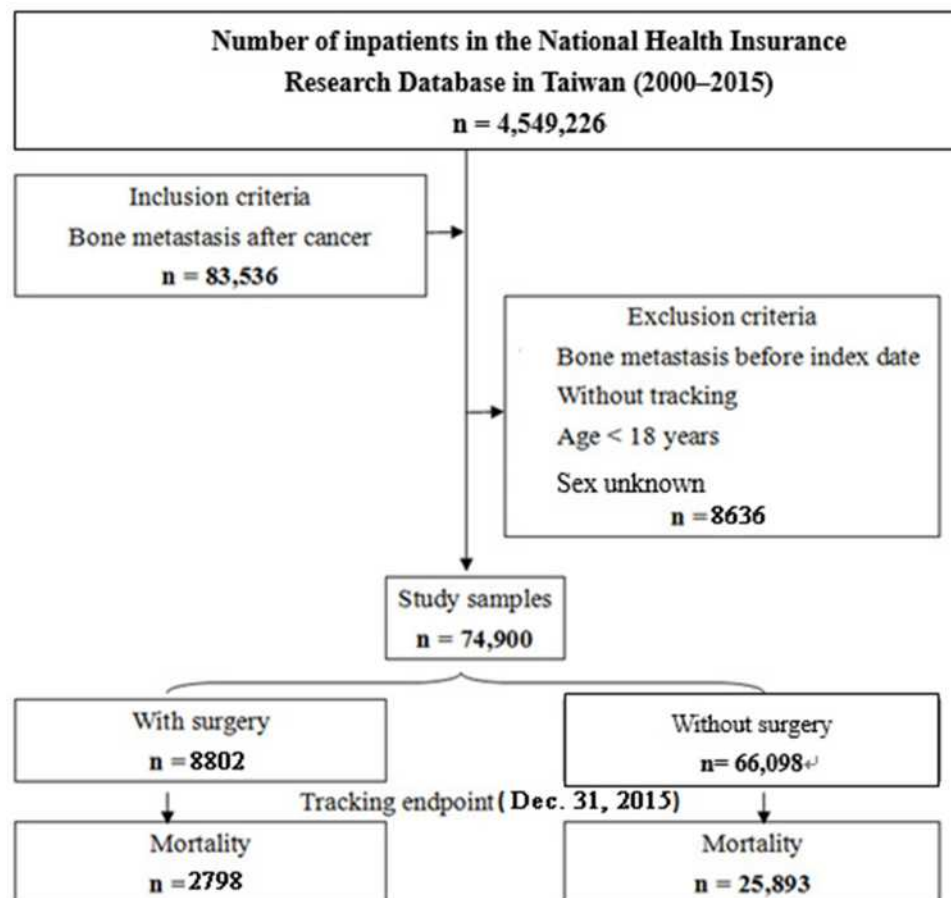 Number of inpatients in the National Health Insurance
Research Database in Taiwan (2000–2015)
n = 4,549,226
Inclusion criteria
Bone metastasis after cancer
n = 83,536
Exclusion criteria
Bone metastasis before index date
Without tracking
Age < 18 years
Sex unknown
n =8636
Study samples
n = 74,900
With surgery
n =8802
Without surgery
n= 66,098↵
Tracking endpoint( Dec. 31, 2015)
Mortality
n =2798
Mortality
n = 25,893